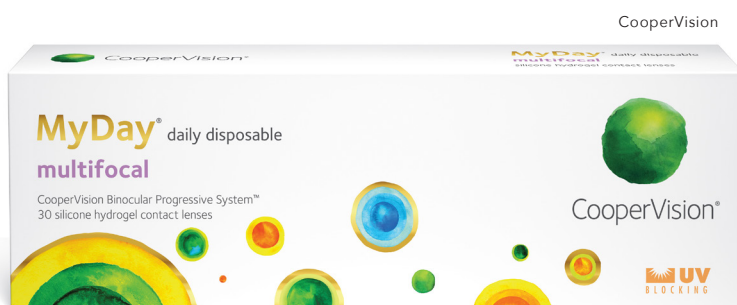 CooperVision
CooperVision®
MyDay® daily disposable
multifocal
silicone hydrogel contact lenses
MyDay® daily disposable
multifocal
CooperVision Binocular Progressive System™
30 silicone hydrogel contact lenses
CooperVision®
UV
BLOCKING